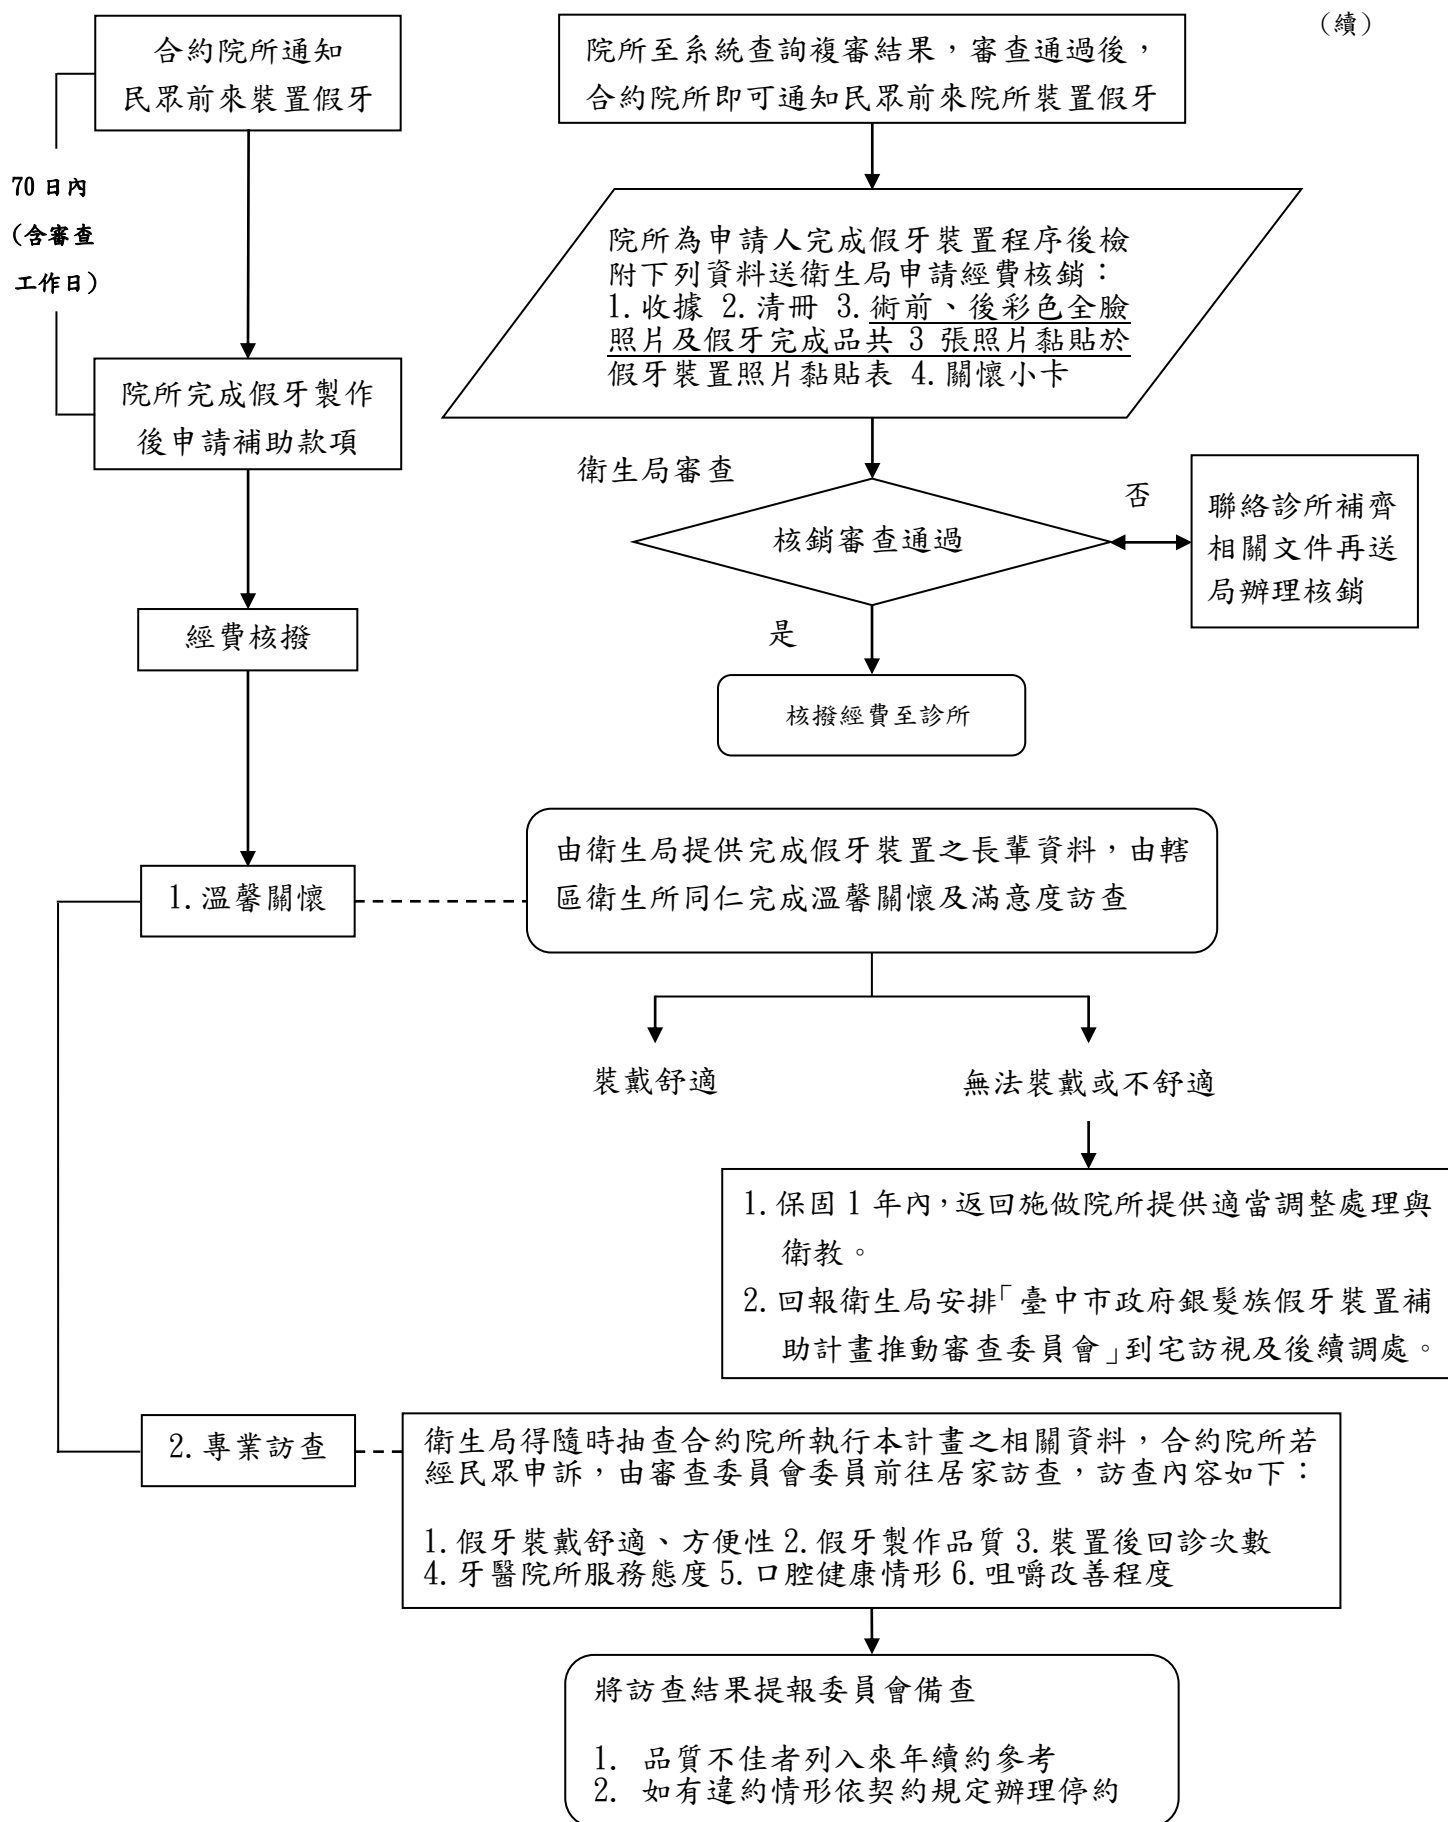 (續)
合約院所通知
民眾前來裝置假牙
院所至系統查詢複審結果，審查通過後，
合約院所即可通知民眾前來院所裝置假牙
70 日內
(含審查
工作日)
院所為申請人完成假牙裝置程序後檢
附下列資料送衛生局申請經費核銷：
1.收據 2.清冊 3.術前、後彩色全臉
照片及假牙完成品共 3 張照片黏貼於
假牙裝置照片黏貼表 4.關懷小卡
院所完成假牙製作
後申請補助款項
衛生局審查
核銷審查通過
否
聯絡診所補齊
相關文件再送
局辦理核銷
是
經費核撥
核撥經費至診所
1.溫馨關懷
由衛生局提供完成假牙裝置之長輩資料，由轄
區衛生所同仁完成溫馨關懷及滿意度訪查
裝戴舒適
無法裝戴或不舒適
1.保固 1 年內，返回施做院所提供適當調整處理與
衛教。
2.回報衛生局安排「臺中市政府銀髮族假牙裝置補
助計畫推動審查委員會」到宅訪視及後續調處。
2.專業訪查
衛生局得隨時抽查合約院所執行本計畫之相關資料，合約院所若
經民眾申訴，由審查委員會委員前往居家訪查，訪查內容如下：
1.假牙裝戴舒適、方便性 2.假牙製作品質 3.裝置後回診次數
4.牙醫院所服務態度 5.口腔健康情形 6.咀嚼改善程度
將訪查結果提報委員會備查
1. 品質不佳者列入來年續約參考
2. 如有違約情形依契約規定辦理停約